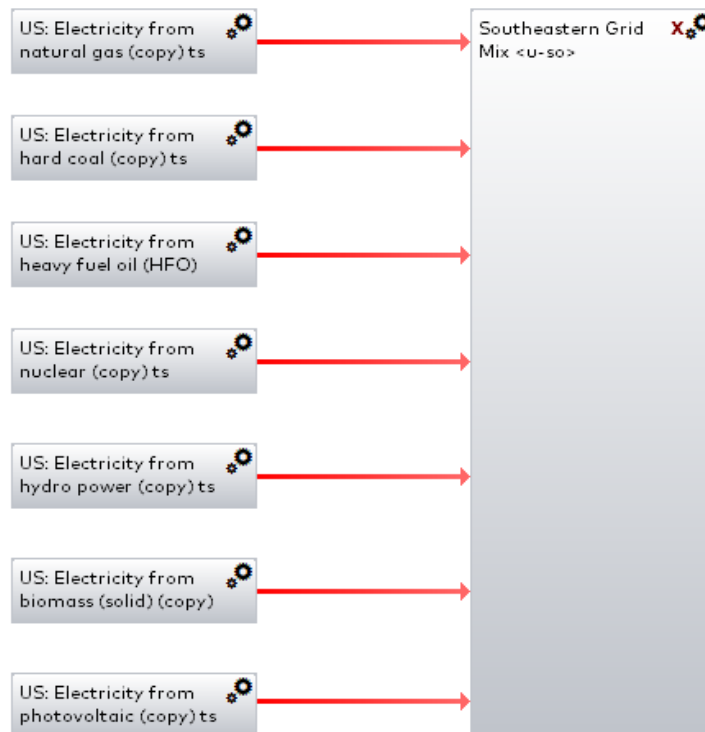 US: Electricity from
natural gas (copy) ts
Southeastern Grid X
Mix <u-so>
US: Electricity from
hard coal (copy) ts
US: Electricity from
heavy fuel oil (HFO)
US: Electricity from
nuclear (copy) ts
US: Electricity from
hydro power (copy) ts
US: Electricity from
biomass (solid) (copy)
US: Electricity from
photovoltaic (copy) ts